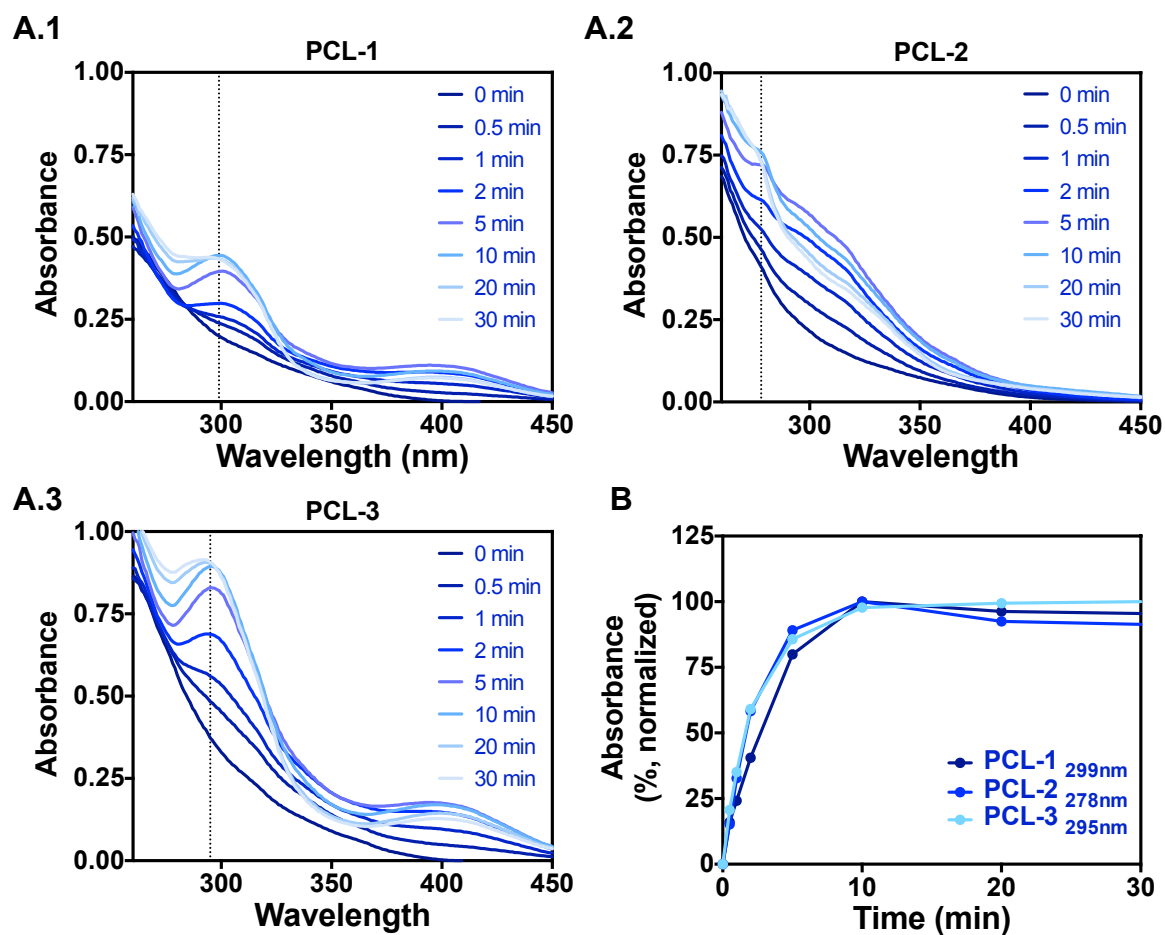 A.1
PCL-1
1.00
0.75
0.50
0.25
0.00
Absorbance
300
350
400
450
Wavelength (nm)
0 min
0.5 min
1 min
2 min
5 min
10 min
20 min
30 min
A.2
PCL-2
1.00
0.75
0.50
0.25
0.00
Absorbance
300
350
400
450
Wavelength
0 min
0.5 min
1 min
2 min
5 min
10 min
20 min
30 min
A.3
PCL-3
1.00
0.75
0.50
0.25
0.00
Absorbance
300
350
400
450
Wavelength
0 min
0.5 min
1 min
2 min
5 min
10 min
20 min
30 min
B
125
100
75
50
25
0
Absorbance
(%, normalized)
0
10
20
30
Time (min)
PCL-1 299nm
PCL-2 278nm
PCL-3 295nm